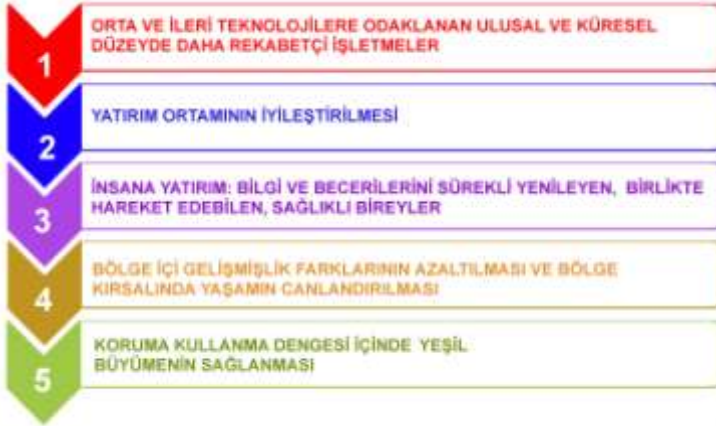 1
ORTA VE İLERİ TEKNOLOJİLERE ODAKLANAN ULUSAL VE KÜRESEL
DÜZEYDE DAHA REKABETÇİ İŞLETMELER
2
YATIRIM ORTAMININ İYİLEŞTİRİLMESİ
3
İNSANA YATIRIM: BİLGİ VE BECERİLERİNİ SÜREKLİ YENİLEYEN, BİRLİKTE
HAREKET EDEBİLEN, SAĞLIKLI BİREYLER
4
BÖLGE İÇİ GELİŞMİŞLİK FARKLARININ AZALTILMASI VE BÖLGE
KIRSALINDA YAŞAMIN CANLANDIRILMASI
5
KORUMA KULLANMA DENGESİ İÇİNDE YEŞİL
BÜYÜMENİN SAĞLANMASI